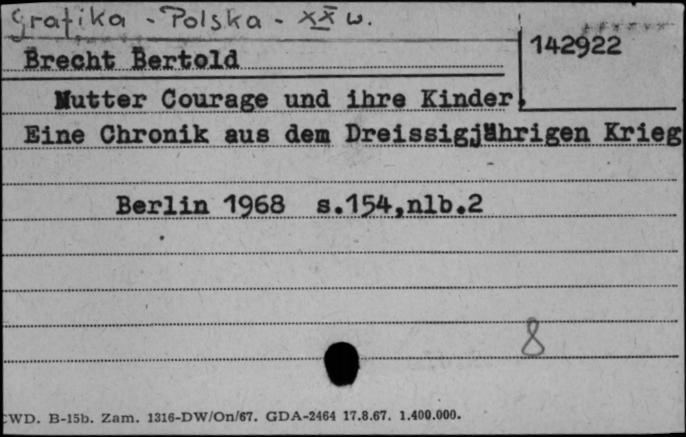 Grafika - Polska - XX w.
142922
Brecht Bertold
Mutter Courage und ihre Kinder.
Eine Chronik aus dem Dreissigjährigen Krieg
Berlin 1968 s.154,nlb.2
8
WD. B-15b. Zam. 1316-DW/On/67. GDA-2464 17.8.67. 1.400.000.